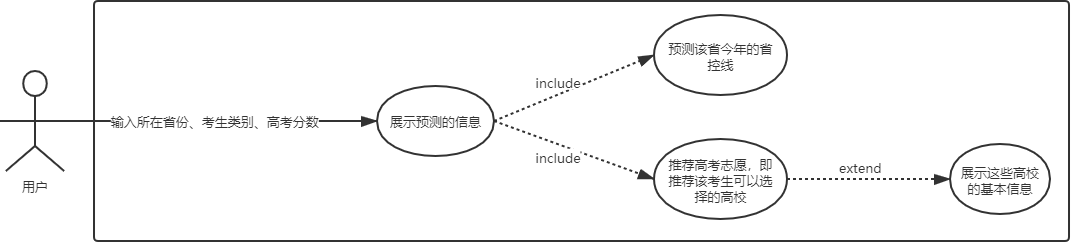 预测该省今年的省
控线
include
输入所在省份、考生类别、高考分数
展示预测的信息
include
推荐高考志愿，即
推荐该考生可以选
择的高校
extend
展示这些高校
的基本信息
用户